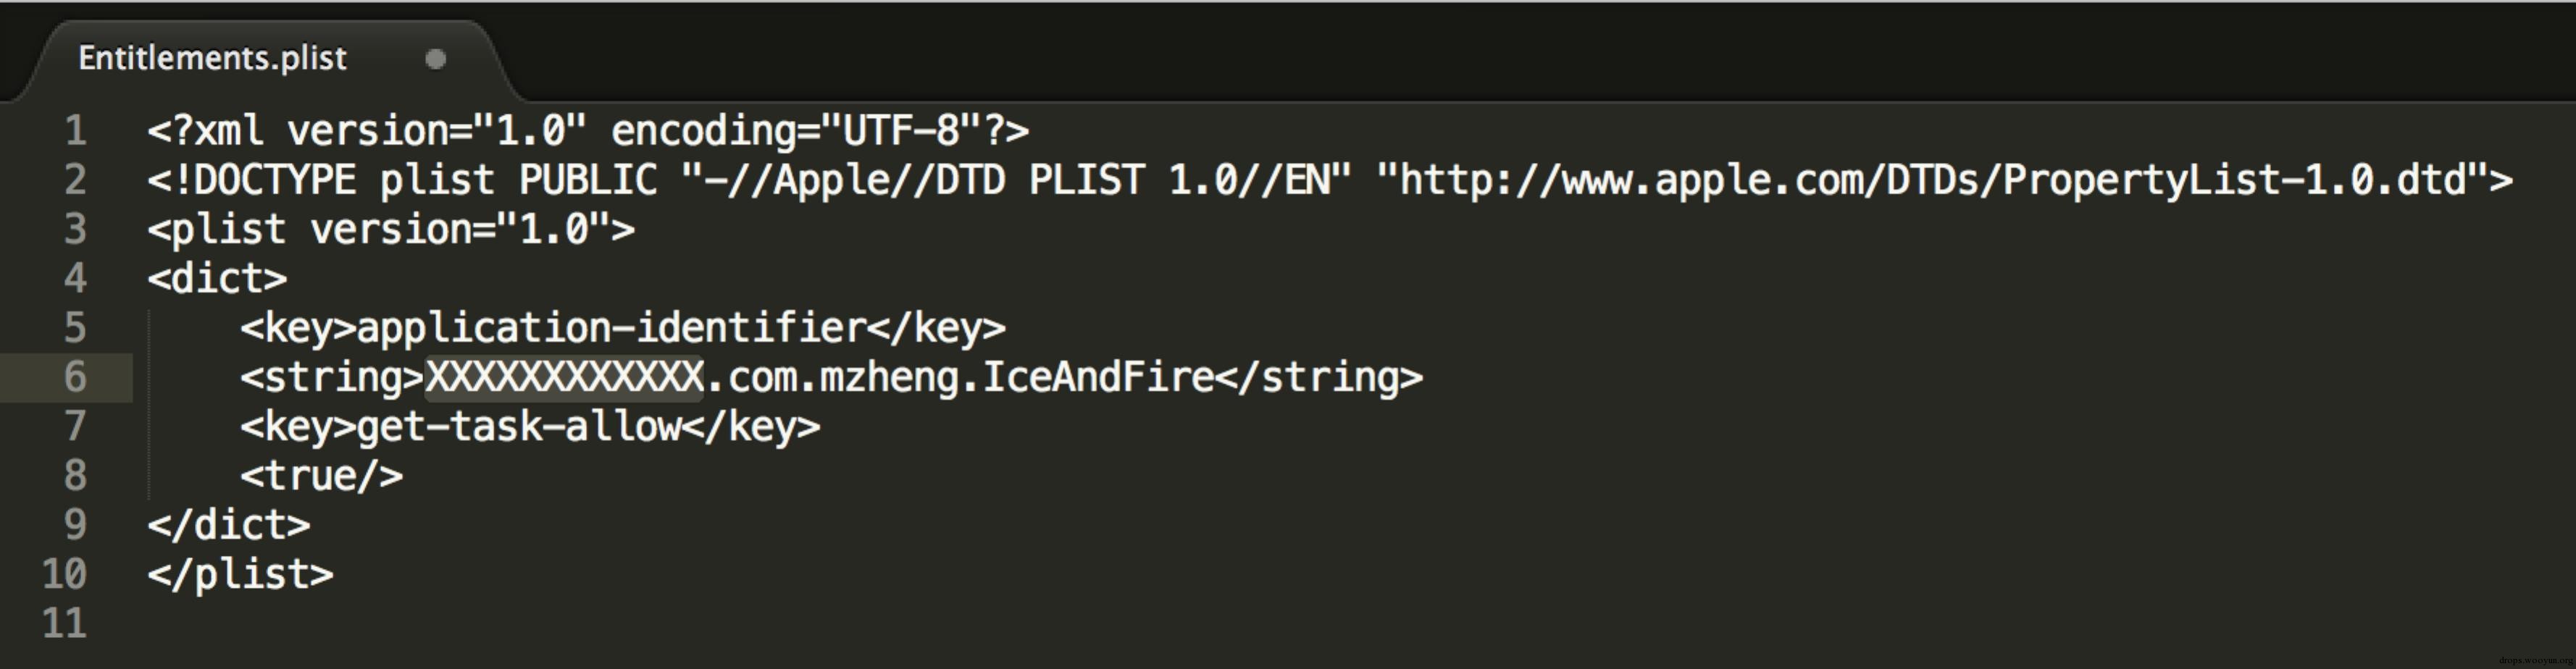 Entitlements.plist
1 <?xml version="1.0" encoding="UTF-8"?>
2 <!DOCTYPE plist PUBLIC "-//Apple//DTD PLIST 1.0//EN" "http://www.apple.com/DTDs/PropertyList-1.0.dtd">
3 <plist version="1.0">
4 <dict>
5 <key>application-identifier</key>
6 <string>XXXXXXXXXXXX.com.mzheng.IceAndFire</string>
7 <key>get-task-allow</key>
8 <true/>
9 </dict>
10 </plist>
11